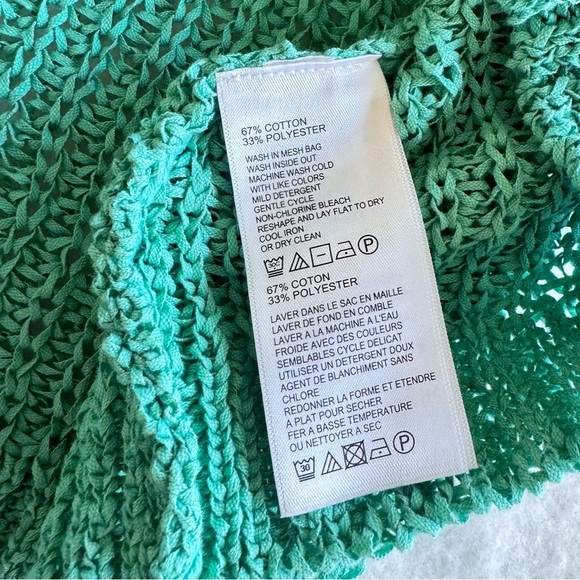 67% COTTON
33% POLYESTER
WASH IN MESH BAG
WASH INSIDE OUT
MACHINE WASH COLD
WITH LIKE COLORS
MILD DETERGENT
GENTLE CYCLE
NON-CHLORINE BLEACH
RESHAPE AND LAY FLAT TO DRY
COOL IRON
OR DRY CLEAN
30 P
67% COTON
33% POLYESTER
LAVER DANS LE SAC EN MAILLE
LAVER DE FOND EN COMBLE
LAVER A LA MACHINE A L'EAU
FROIDE AVEC DES COULEURS
SEMBLABLES CYCLE DELICAT
UTILISER UN DETERGENT DOUX
AGENT DE BLANCHIMENT SANS
CHLORE
REDONNER LA FORME ET ETENDRE
A PLAT POUR SECHER
FER A BASSE TEMPERATURE
OU NETTOYER A SEC
30 P